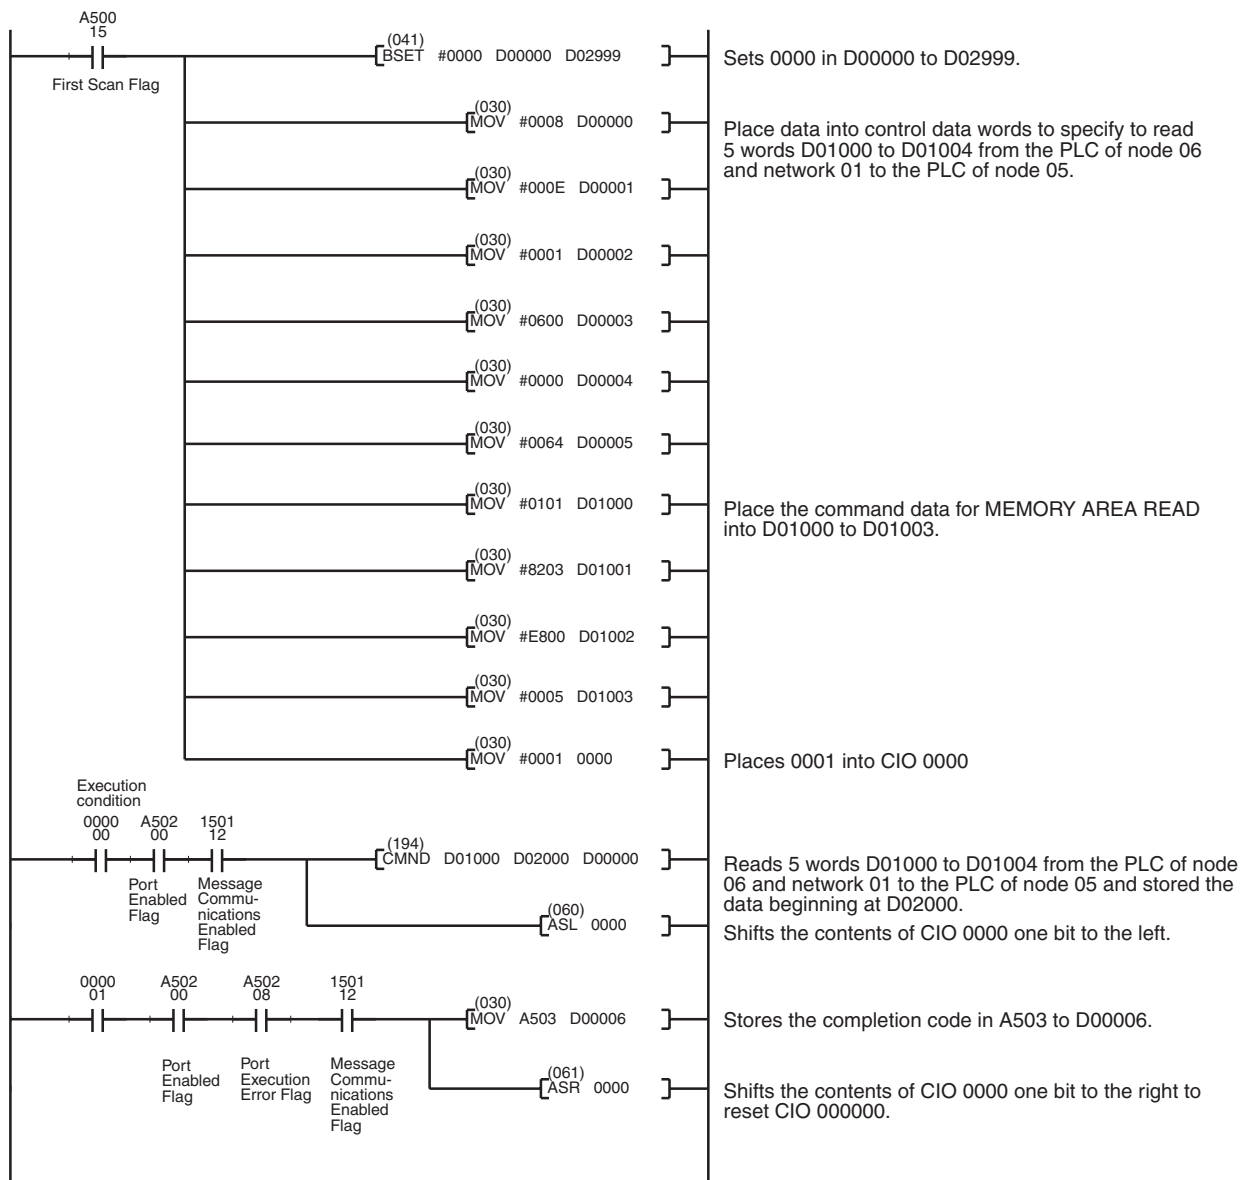 A500
15
First Scan Flag
(041)
BSET #0000 D00000 D02999
Sets 0000 in D00000 to D02999.
(030)
MOV #0008 D00000
Place data into control data words to specify to read
5 words D01000 to D01004 from the PLC of node 06
and network 01 to the PLC of node 05.
(030)
MOV #000E D00001
(030)
MOV #0001 D00002
(030)
MOV #0600 D00003
(030)
MOV #0000 D00004
(030)
MOV #0064 D00005
(030)
MOV #0101 D01000
Place the command data for MEMORY AREA READ
into D01000 to D01003.
(030)
MOV #8203 D01001
(030)
MOV #E800 D01002
(030)
MOV #0005 D01003
(030)
MOV #0001 0000
Places 0001 into CIO 0000
Execution
condition
0000 A502 1501
00 00 12
Port
Enabled
Flag
Message
Commu-
nications
Enabled
Flag
(194)
CMND D01000 D02000 D00000
Reads 5 words D01000 to D01004 from the PLC of node
06 and network 01 to the PLC of node 05 and stored the
data beginning at D02000.
(060)
ASL 0000
Shifts the contents of CIO 0000 one bit to the left.
0000 A502 A502 1501
01 00 08 12
Port
Enabled
Flag
Port
Execution
Error Flag
Message
Commu-
nications
Enabled
Flag
(030)
MOV A503 D00006
Stores the completion code in A503 to D00006.
(061)
ASR 0000
Shifts the contents of CIO 0000 one bit to the right to
reset CIO 000000.